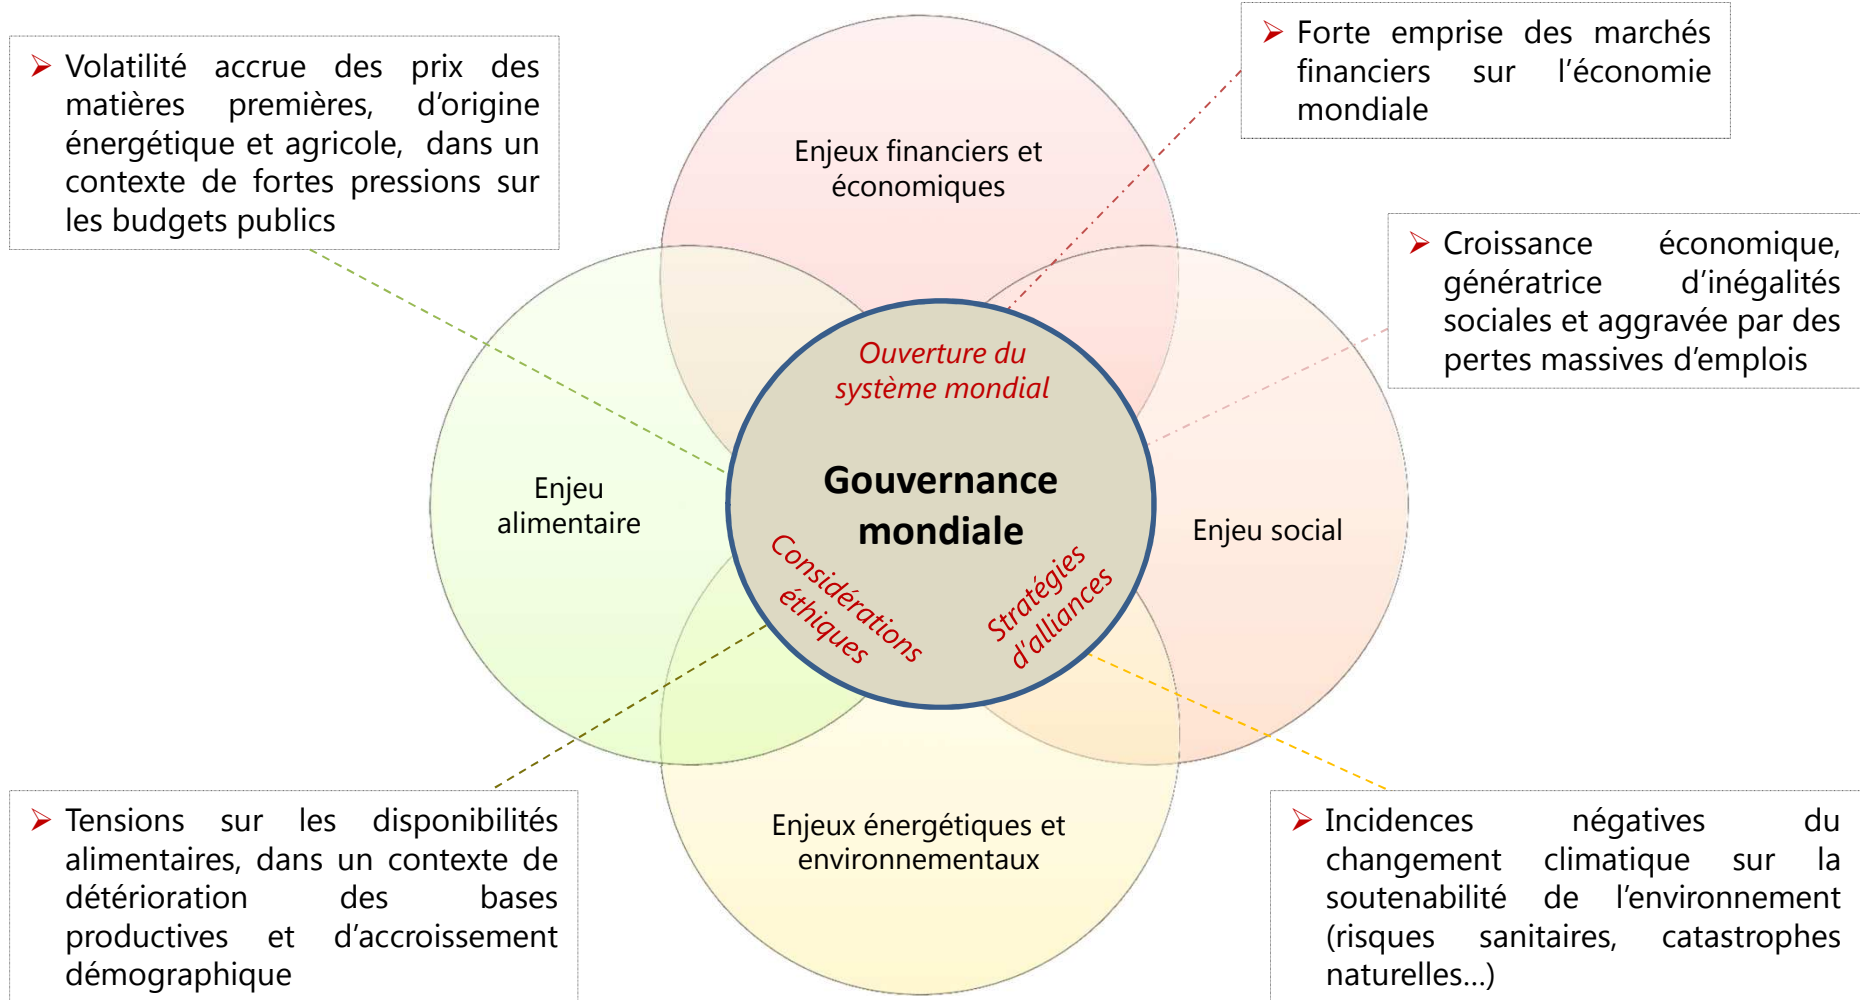 ➢ Volatilité accrue des prix des
matières premières, d’origine
énergétique et agricole, dans un
contexte de fortes pressions sur
les budgets publics
➢ Forte emprise des marchés
financiers sur l’économie
mondiale
Enjeux financiers et
économiques
➢ Croissance économique,
génératrice d’inégalités
sociales et aggravée par des
pertes massives d’emplois
Ouverture du
système mondial
Gouvernance
mondiale
Enjeu
alimentaire
Enjeu social
Considérations
éthiques
Stratégies
d'alliances
Enjeux énergétiques et
environnementaux
➢ Tensions sur les disponibilités
alimentaires, dans un contexte de
détérioration des bases
productives et d’accroissement
démographique
➢ Incidences négatives du
changement climatique sur la
soutenabilité de l’environnement
(risques sanitaires, catastrophes
naturelles…)